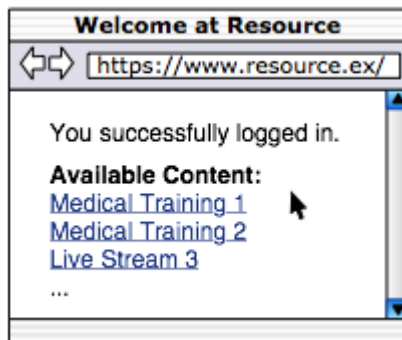 Welcome at Resource
https://www.resource.ex/
You successfully logged in.
Available Content:
Medical Training 1
Medical Training 2
Live Stream 3
...